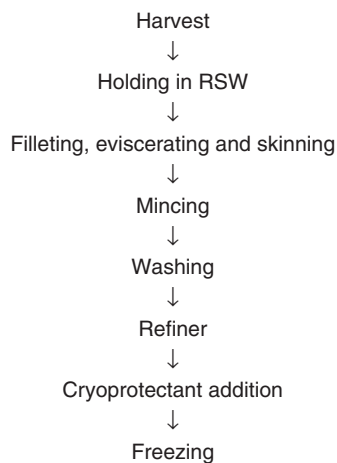 Harvest
↓
Holding in RSW
↓
Filleting, eviscerating and skinning
↓
Mincing
↓
Washing
↓
Refiner
↓
Cryoprotectant addition
↓
Freezing